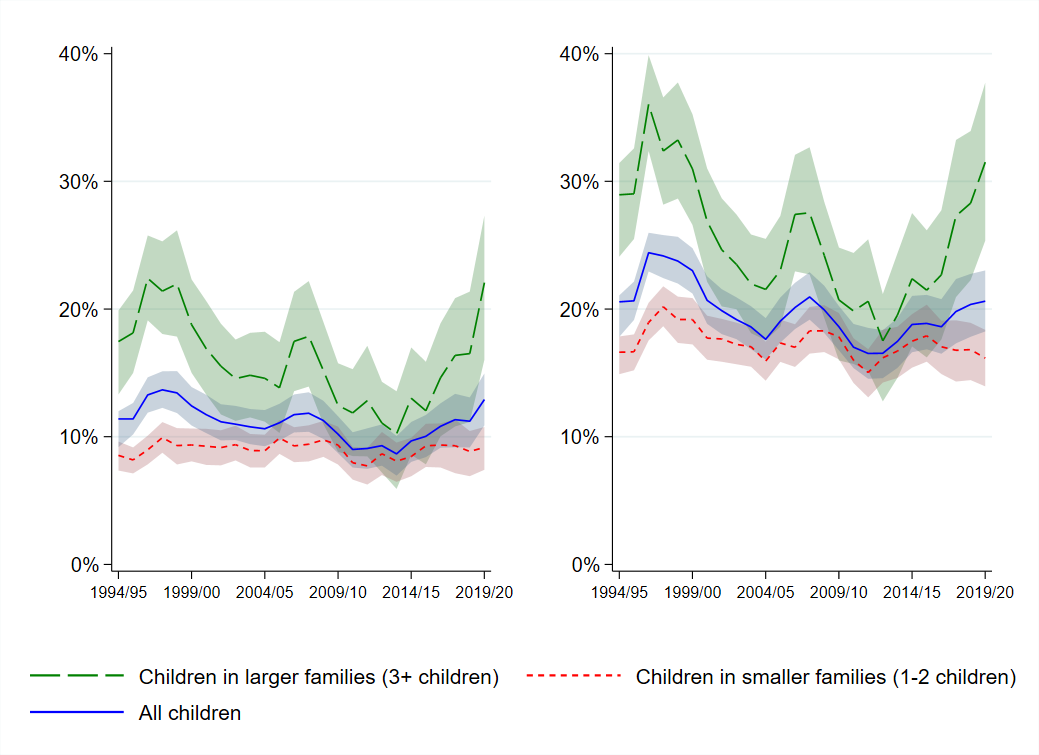 40%
30%
20%
10%
0%
1994/95 1999/00 2004/05 2009/10 2014/15 2019/20
40%
30%
20%
10%
0%
1994/95 1999/00 2004/05 2009/10 2014/15 2019/20
Children in larger families (3+ children)
Children in smaller families (1-2 children)
All children